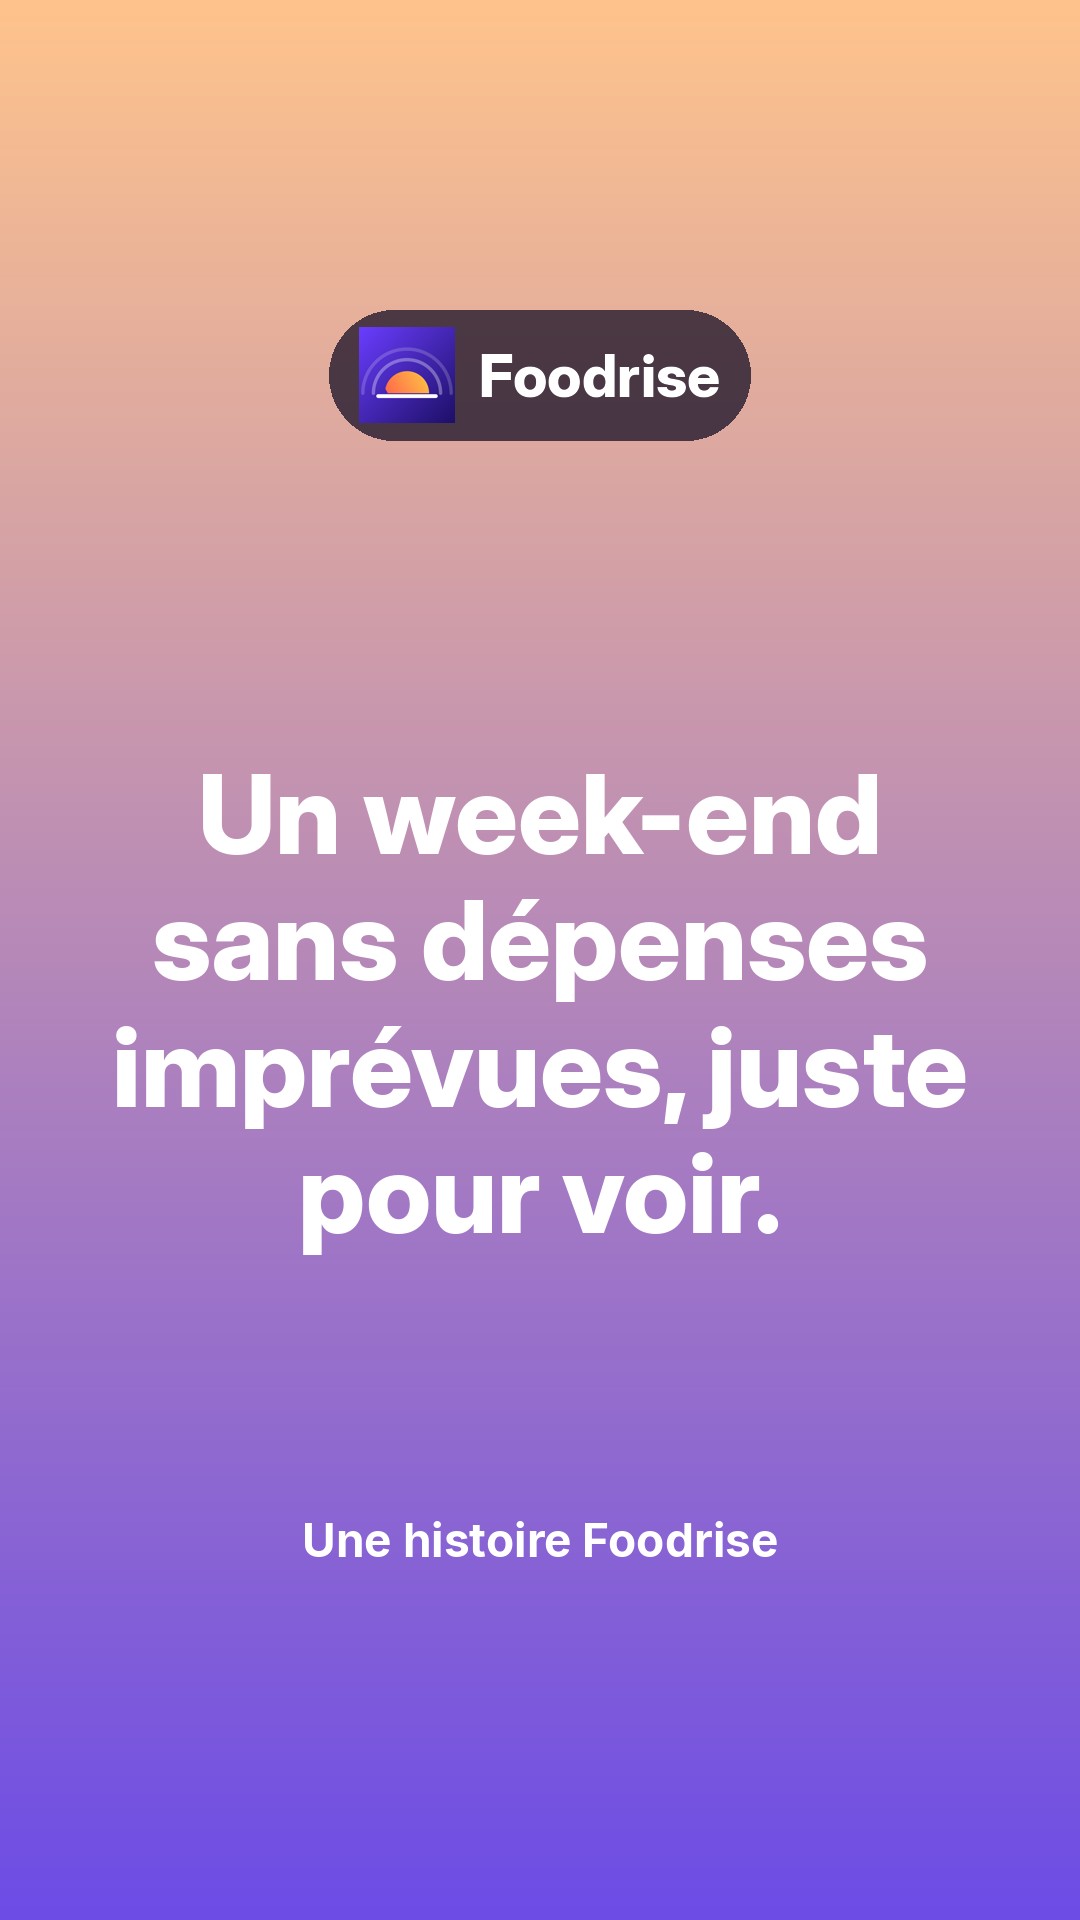 Foodrise
Un week-end
sans dépenses
imprévues, juste
pour voir.
Une histoire Foodrise